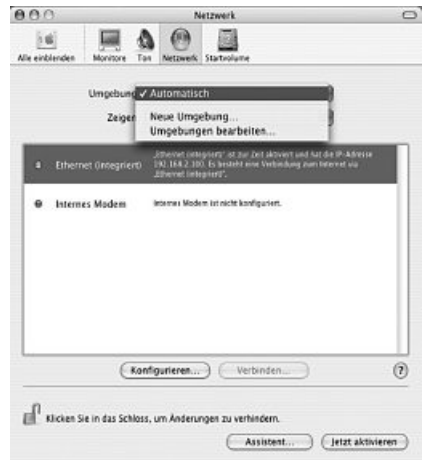 Netzwerk
Alle einblenden Monitore Ton Netzwerk Startvolume
Umgebung ✓ Automatisch
Neue Umgebung...
Umgebungen bearbeiten...
Zeigen
Ethernet (integriert) „Ethernet (integriert)“ ist zur Zeit aktiviert und hat die IP-Adresse
192.168.2.100. Es besteht eine Verbindung zum Internet via
„Ethernet (integriert)“.
Internes Modem Internes Modem ist nicht konfiguriert.
Konfigurieren... Verbinden... ?
Klicken Sie in das Schloss, um Änderungen zu verhindern.
Assistent... Jetzt aktivieren